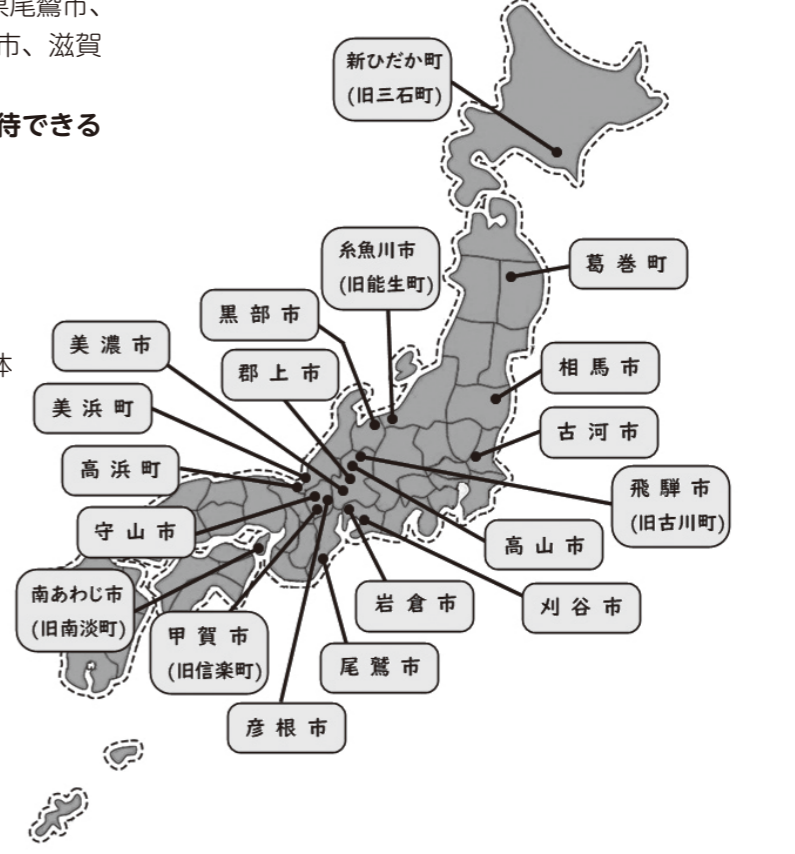 県尾鷲市、
市、滋賀
待できる
体
新ひだか町
(旧三石町)
糸魚川市
(旧能生町)
葛巻町
黒部市
美濃市
郡上市
相馬市
美浜町
古河市
高浜町
飛騨市
(旧古川町)
守山市
高山市
南あわじ市
(旧南淡町)
岩倉市
刈谷市
甲賀市
(旧信楽町)
尾鷲市
彦根市